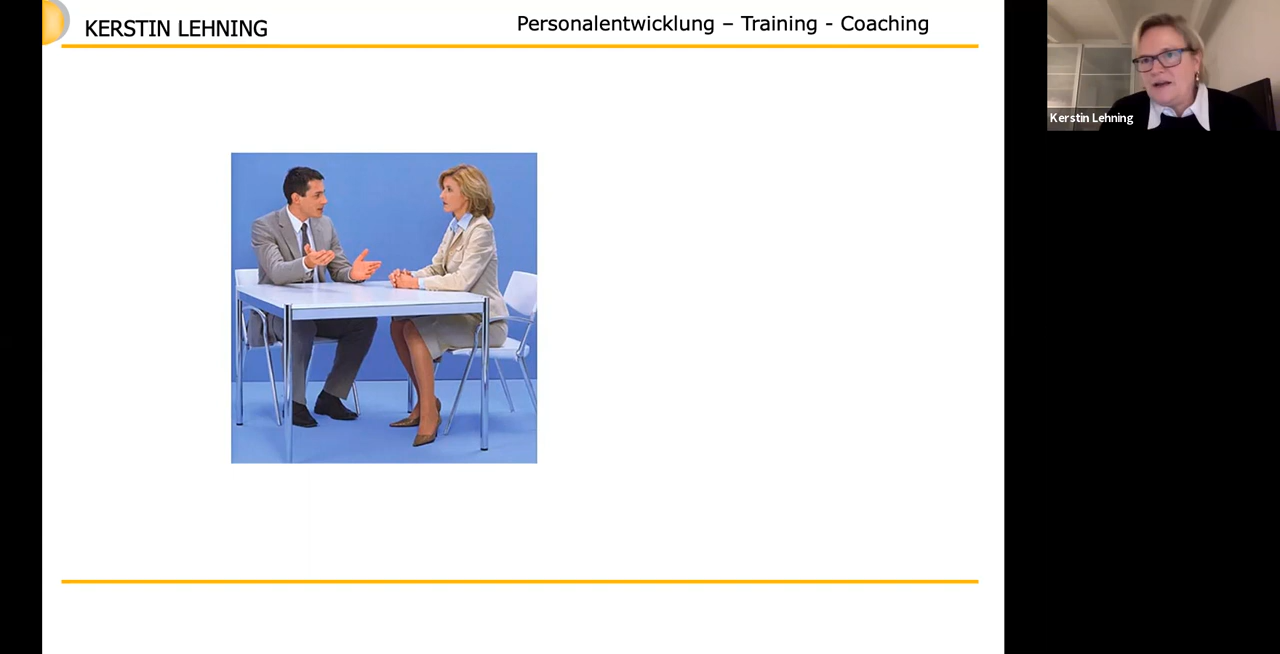 KERSTIN LEHNING
Personalentwicklung – Training - Coaching
Kerstin Lehning